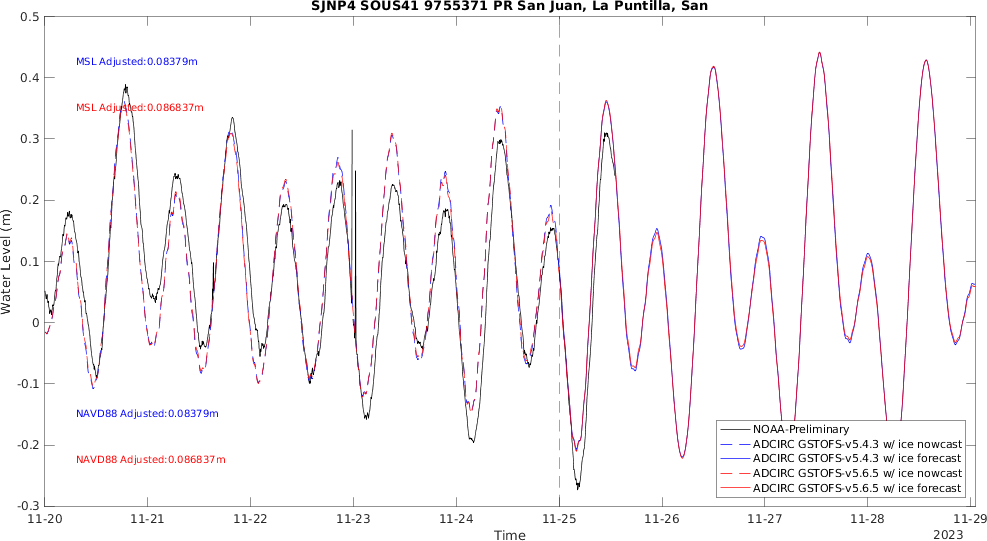 SJNP4 SOUS41 9755371 PR San Juan, La Puntilla, San
0.5
0.4
0.3
0.2
0.1
0
-0.1
-0.2
-0.3
Water Level (m)
MSL Adjusted:0.08379m
MSL Adjusted:0.086837m
NAVD88 Adjusted:0.08379m
NAVD88 Adjusted:0.086837m
NOAA-Preliminary
ADCIRC GSTOFS-v5.4.3 w/ ice nowcast
ADCIRC GSTOFS-v5.4.3 w/ ice forecast
ADCIRC GSTOFS-v5.6.5 w/ ice nowcast
ADCIRC GSTOFS-v5.6.5 w/ ice forecast
11-20 11-21 11-22 11-23 11-24 11-25 11-26 11-27 11-28 11-29
Time
2023